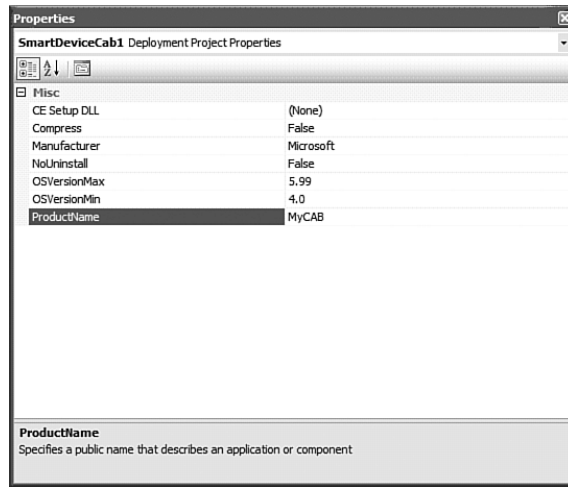 Properties
SmartDeviceCab1 Deployment Project Properties
Misc
CE Setup DLL (None)
Compress False
Manufacturer Microsoft
NoUninstall False
OSVersionMax 5.99
OSVersionMin 4.0
ProductName MyCAB
ProductName
Specifies a public name that describes an application or component